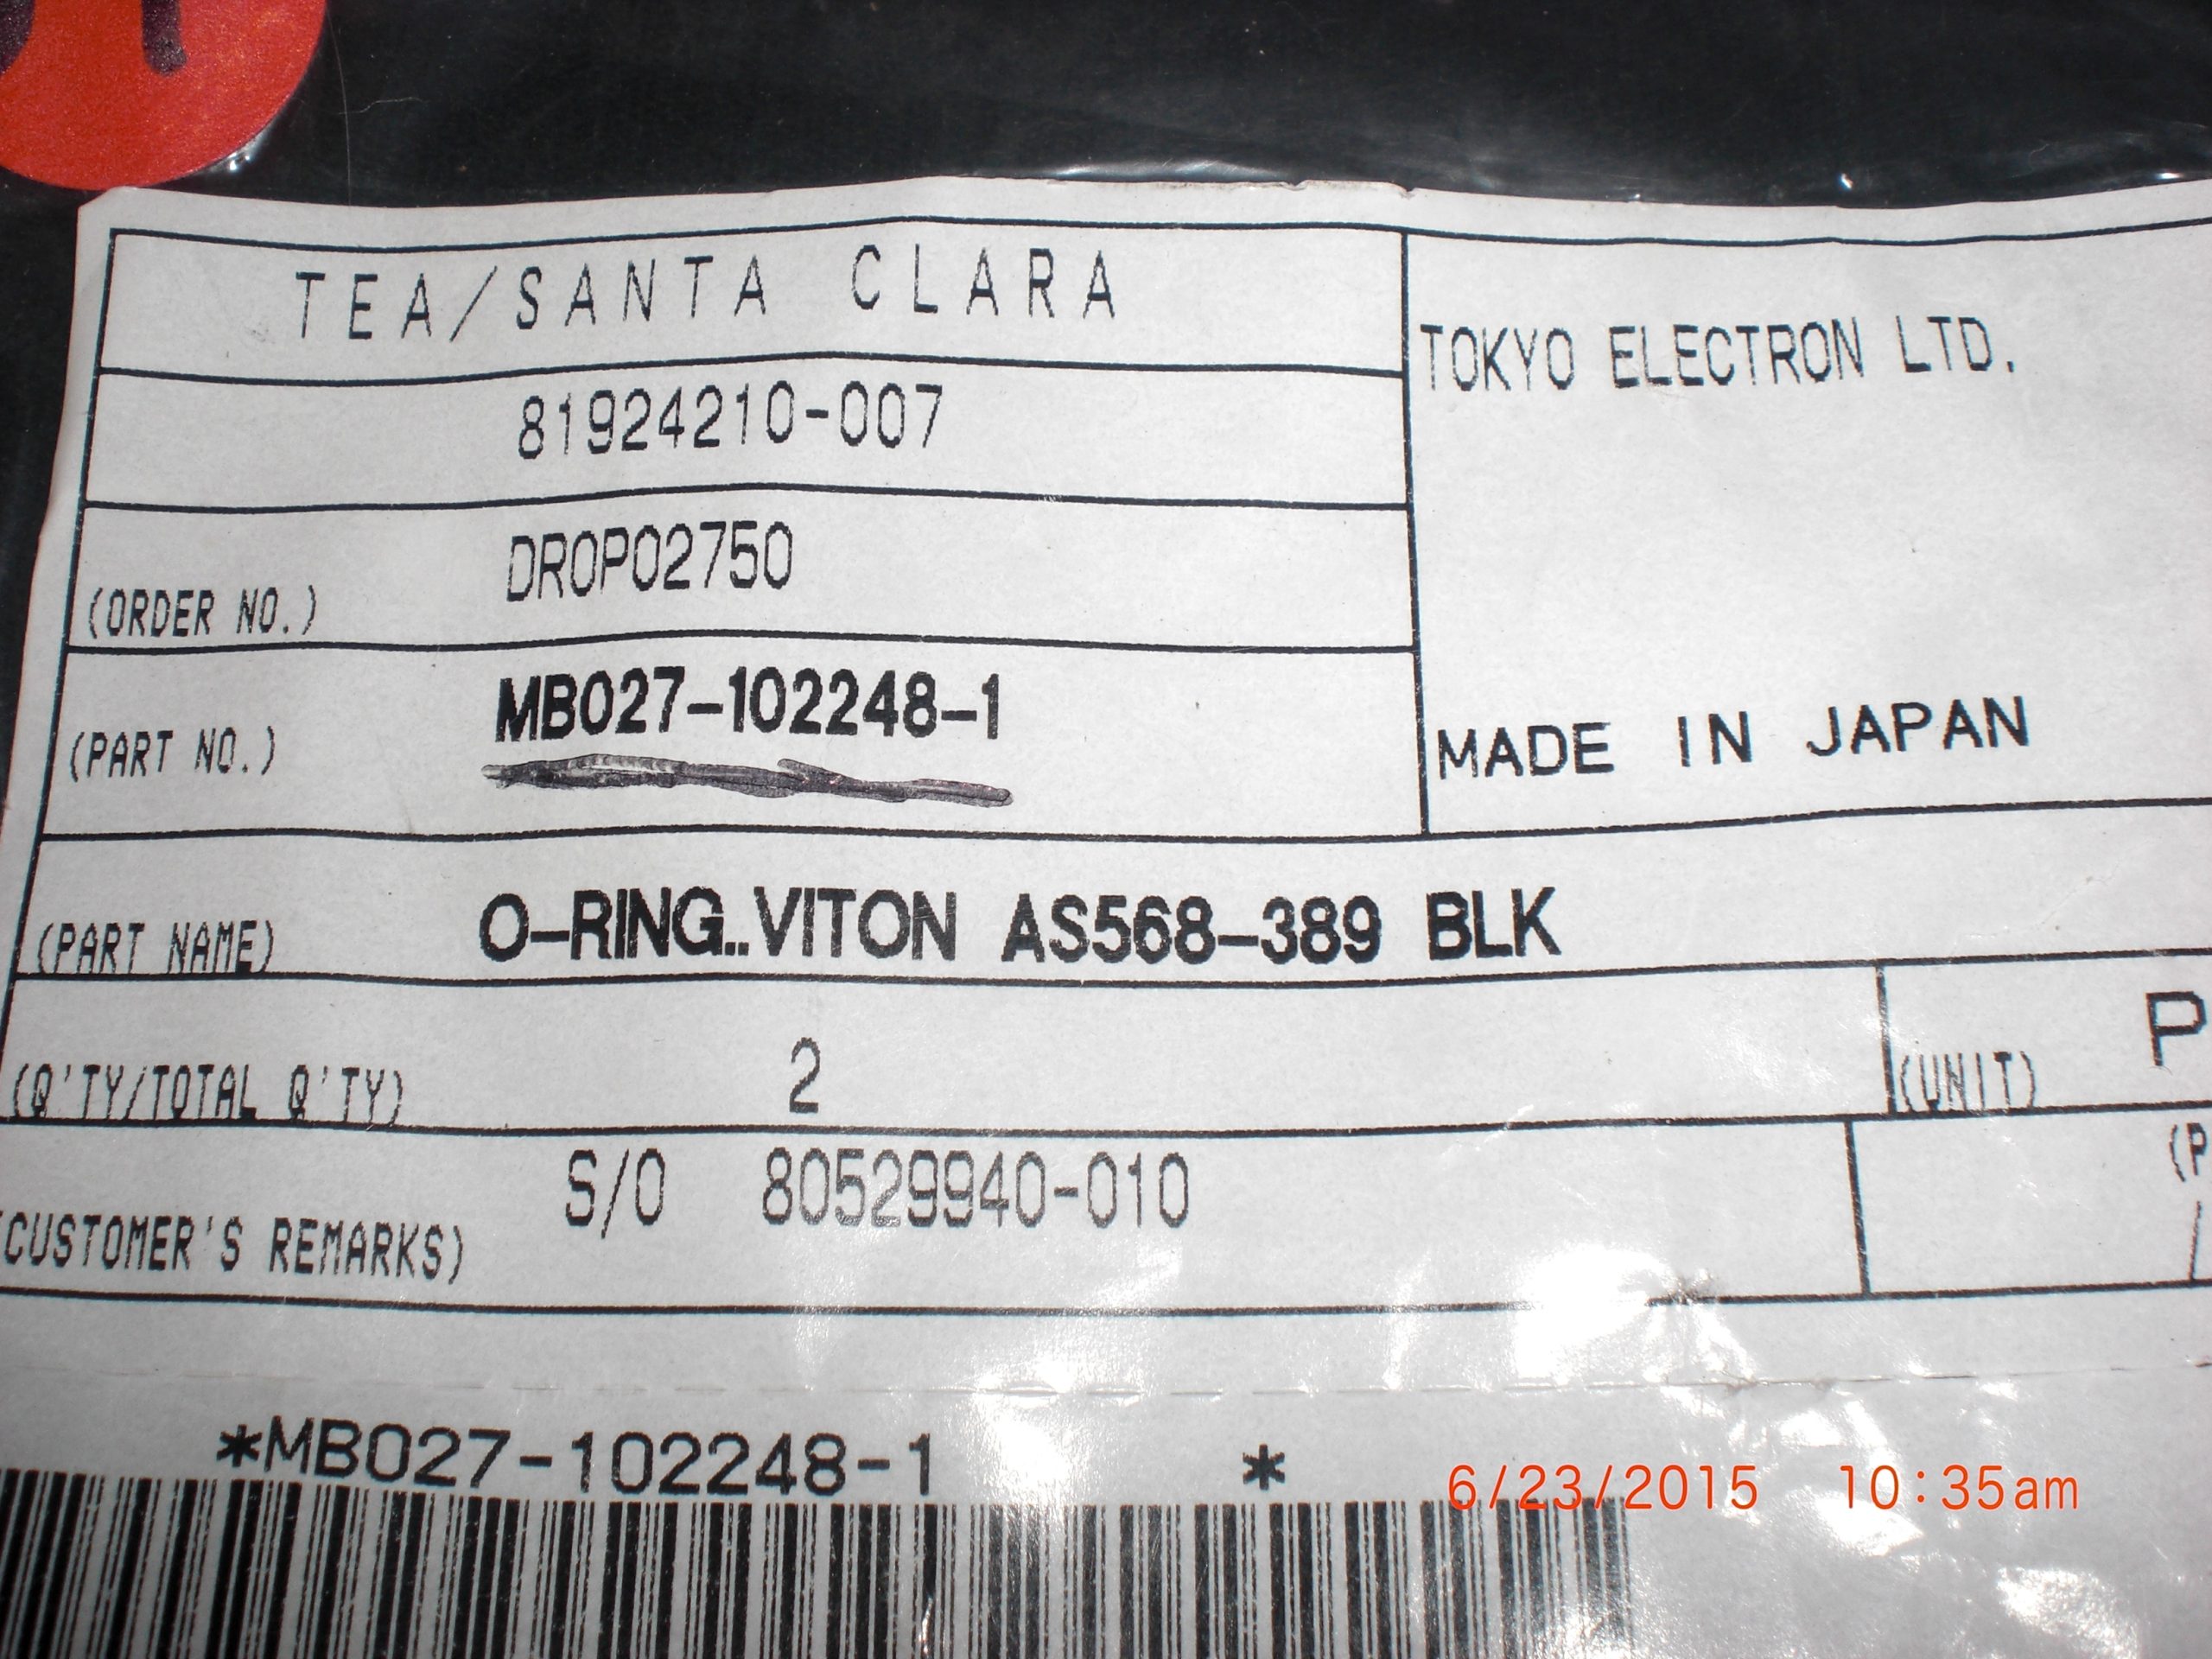 TEA/SANTA CLARA
TOKYO ELECTRON LTD.
81924210-007
(ORDER NO.) DROP02750
(PART NO.) MB027-102248-1
MADE IN JAPAN
(PART NAME) O-RING..VITON AS568-389 BLK
(Q'TY/TOTAL Q'TY) 2
(UNIT) P
(CUSTOMER'S REMARKS) S/O 80529940-010
(P
/
*MB027-102248-1 *
6/23/2015 10:35am